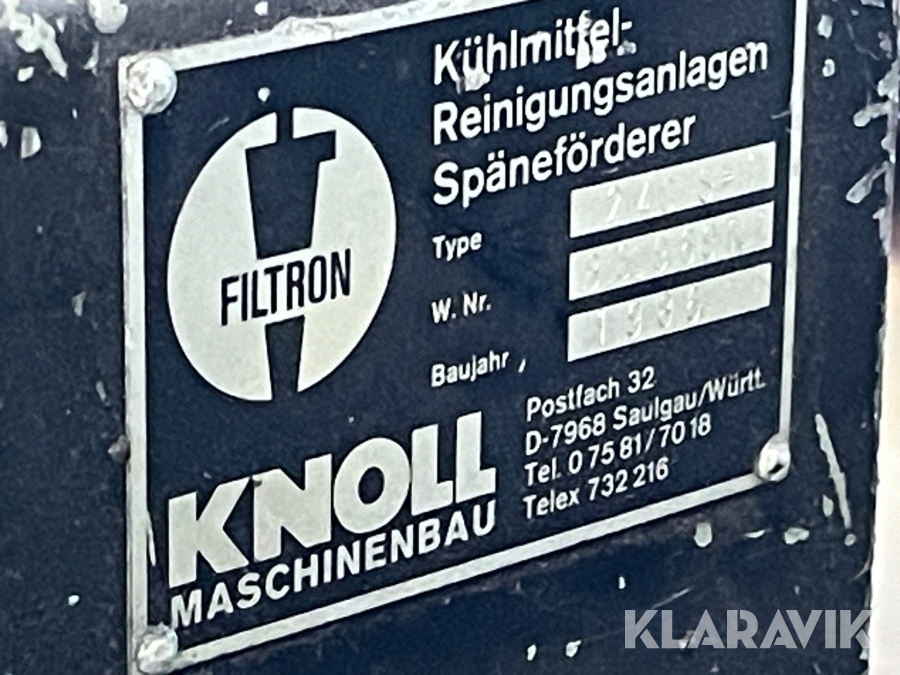 Kühlmittel-
Reinigungsanlagen
Späneförderer
FILTRON
Type
W. Nr.
Baujahr
KNOLL
MASCHINENBAU
Postfach 32
D-7968 Saulgau/Württ.
Tel. 0 75 81/70 18
Telex 732 216
KLARAVIK